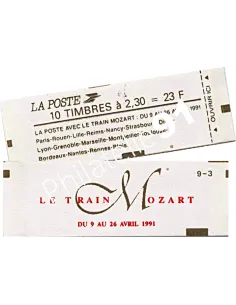 LA POSTE
10 TIMBRES à 2,30 = 23 F
OUVRIR ICI
LA POSTE AVEC LE TRAIN MOZART : DU 9 AU 26 AVRIL 1991
Paris-Rouen-Lille-Reims-Nancy-Strasbourg-
Lyon-Grenoble-Marseille-Montpellier-Toulouse-
Bordeaux-Nantes-Rennes-Paris
9-3
LE TRAIN MOZART
DU 9 AU 26 AVRIL 1991